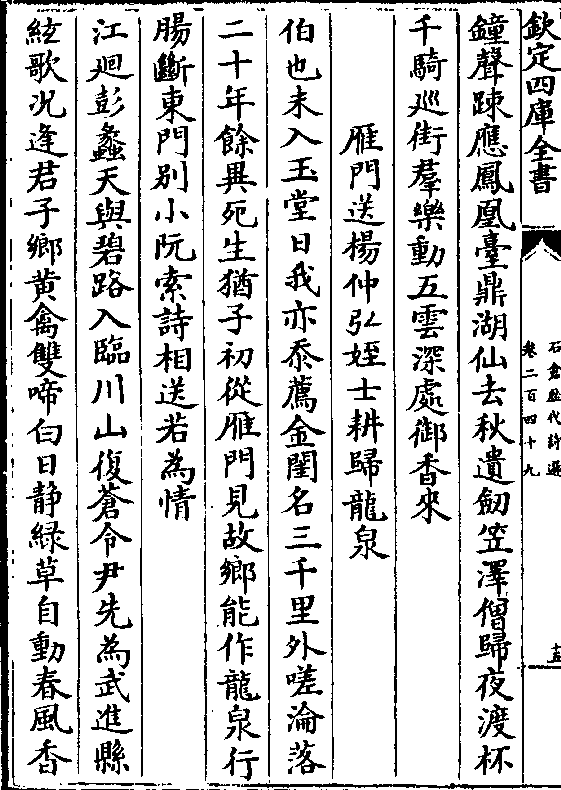 欽定四庫全書
石倉歷代詩選
卷二百四十九
十五
鐘聲踈應鳳凰臺鼎湖仙去秋遺劒笠澤僧歸夜渡杯
千騎廵街羣樂動五雲深處御香來
雁門送楊仲弘姪士耕歸龍泉
伯也未入玉堂日我亦忝薦金閨名三千里外嗟淪落
二十年餘異死生猶子初從雁門見故鄉能作龍泉行
腸斷東門别小阮索詩相送若為情
江廻彭蠡天與碧路入臨川山復蒼令尹先為武進縣
絃歌况逢君子鄉黄禽雙啼白日静緑草自動春風香